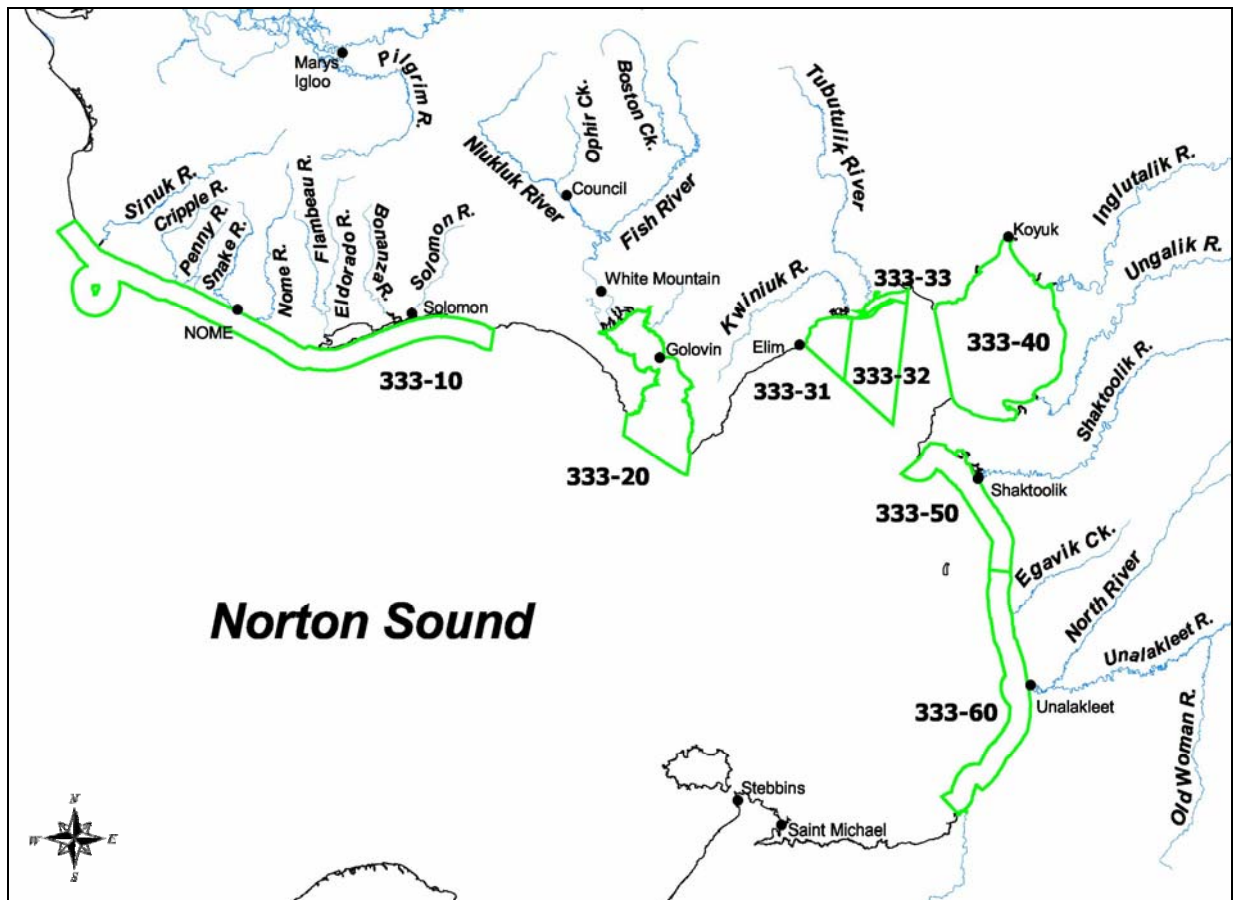 Marys
Igloo
Pilgrim R.
Sinuk R.
Cripple R.
Penny R.
Snake R.
NOME
Nome R.
Flambeau R.
Eldorado R.
Bonanza R.
Solomon R.
Solomon
333-10
Niukluk River
Ophir Ck.
Boston Ck.
Council
Fish River
White Mountain
Golovin
333-20
Kwiniuk R.
Tubutulik River
Elim
333-31
333-32
333-33
Koyuk
Inglutalik R.
Ungalik R.
333-40
Shaktoolik R.
Shaktoolik
333-50
Egavik Ck.
North River
Unalakleet R.
Unalakleet
333-60
Old Woman R.
Norton Sound
Stebbins
Saint Michael
N
W
E
S